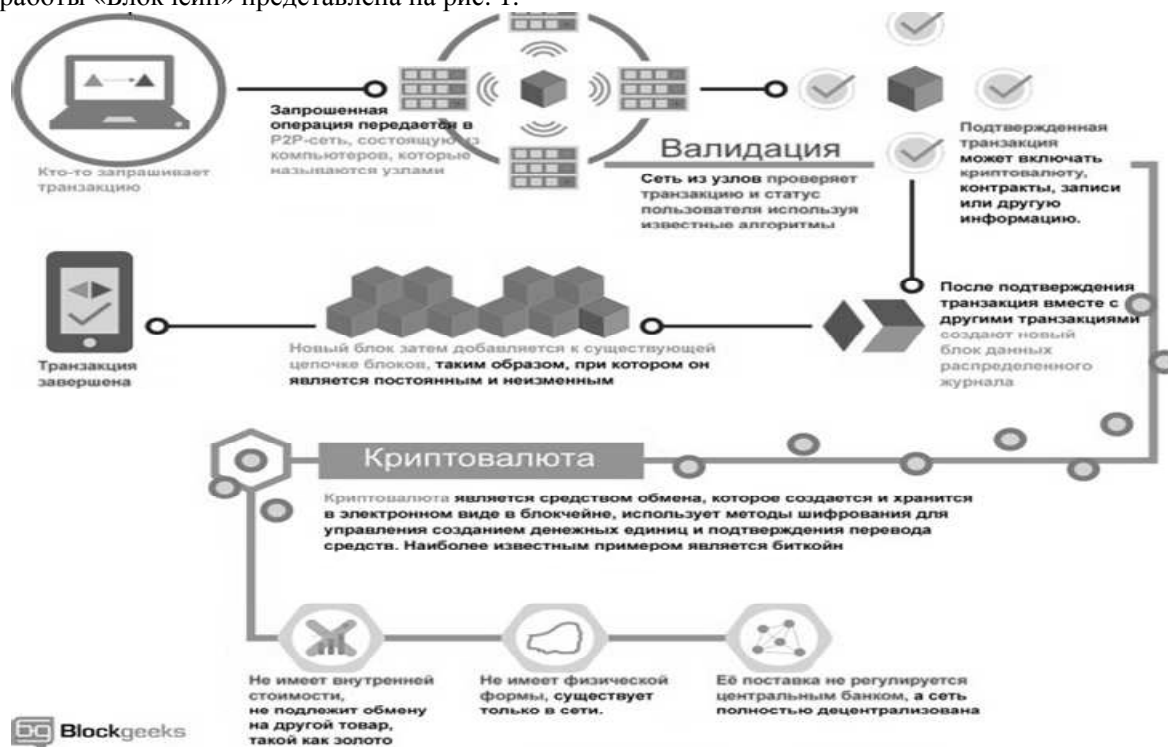 работы «Блокчейн» представлена на рис. 1.
Кто-то запрашивает
транзакцию
Запрошенная
операция передается в
P2P-сеть, состоящую из
компьютеров, которые
называются узлами
Валидация
Сеть из узлов проверяет
транзакцию и статус
пользователя используя
известные алгоритмы
Подтвержденная
транзакция
может включать
криптовалюту,
контракты, записи
или другую
информацию.
После подтверждения
транзакция вместе с
другими транзакциями
создают новый
блок данных
распределенного
журнала
Новый блок затем добавляется к существующей
цепочке блоков, таким образом, при котором он
является постоянным и неизменным
Транзакция
завершена
Криптовалюта
Криптовалюта является средством обмена, которое создается и хранится
в электронном виде в блокчейне, использует методы шифрования для
управления созданием денежных единиц и подтверждения перевода
средств. Наиболее известным примером является биткойн
Не имеет внутренней
стоимости,
не подлежит обмену
на другой товар,
такой как золото
Не имеет физической
формы, существует
только в сети.
Её поставка не регулируется
центральным банком, а сеть
полностью децентрализована
Blockgeeks